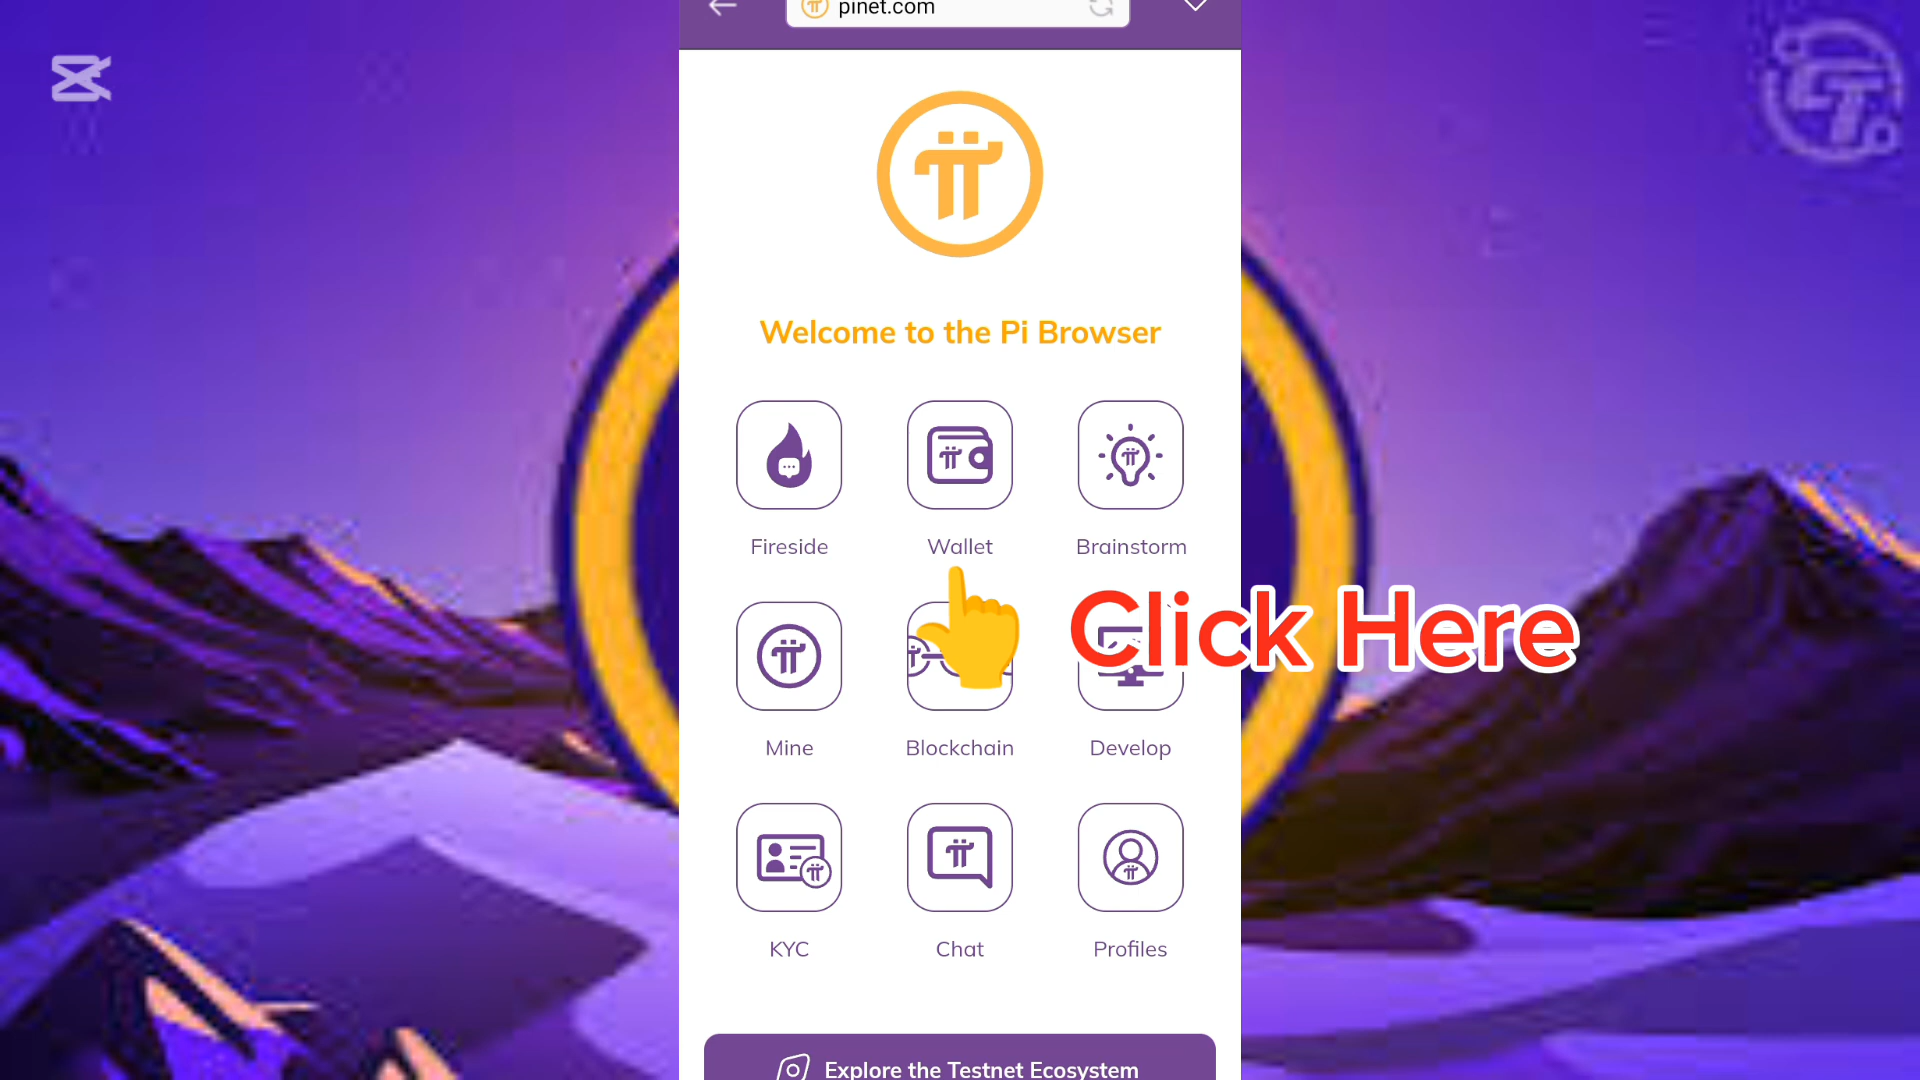 pinet.com
Welcome to the Pi Browser
Fireside
Wallet
Brainstorm
Click Here
Mine
Blockchain
Develop
KYC
Chat
Profiles
Explore the Testnet Ecosystem